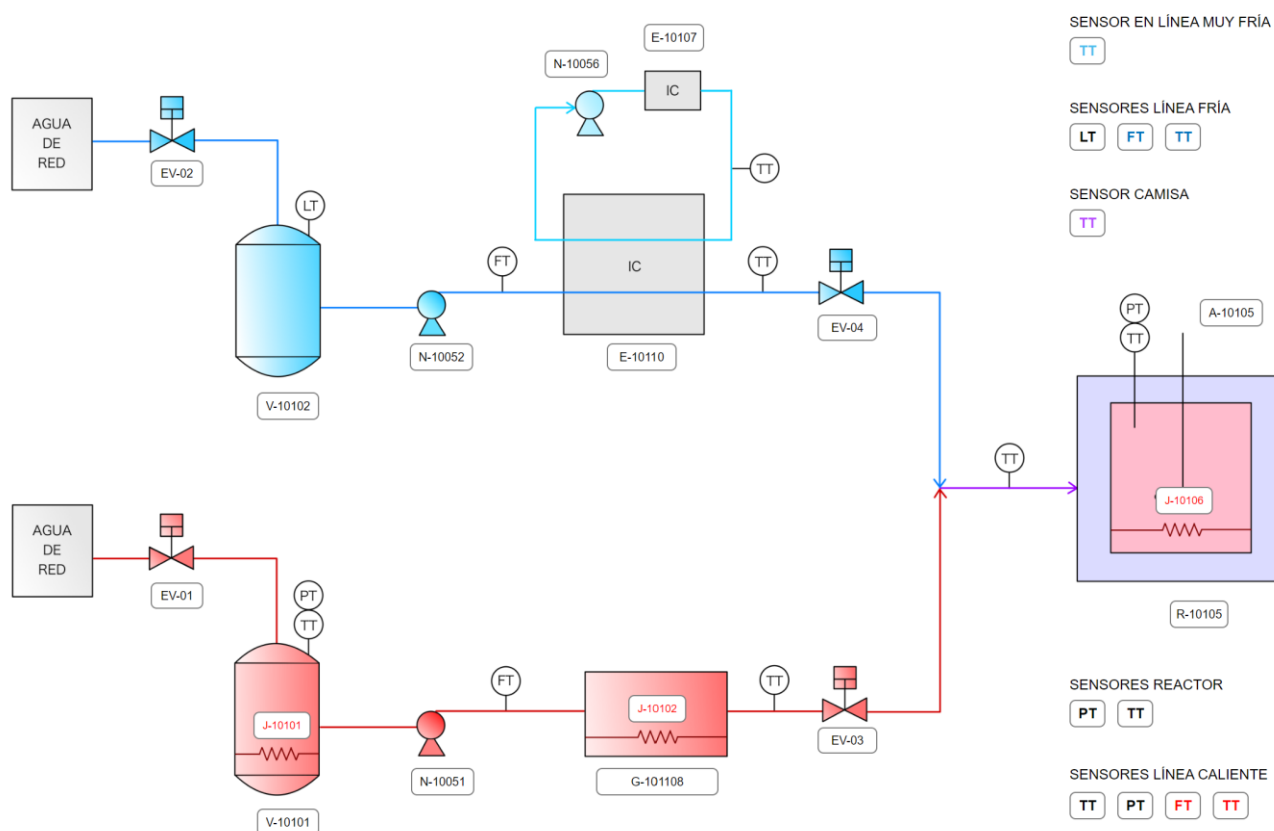 SENSOR EN LÍNEA MUY FRÍA
TT
E-10107
N-10056
IC
AGUA
DE
RED
EV-02
SENSORES LÍNEA FRÍA
LT FT TT
TT
SENSOR CAMISA
TT
LT
FT
IC
TT
EV-04
N-10052
E-10110
V-10102
PT
TT
A-10105
TT
J-10106
R-10105
AGUA
DE
RED
EV-01
PT
TT
FT
TT
J-10101
J-10102
EV-03
N-10051
G-101108
V-10101
SENSORES REACTOR
PT TT
SENSORES LÍNEA CALIENTE
TT PT FT TT